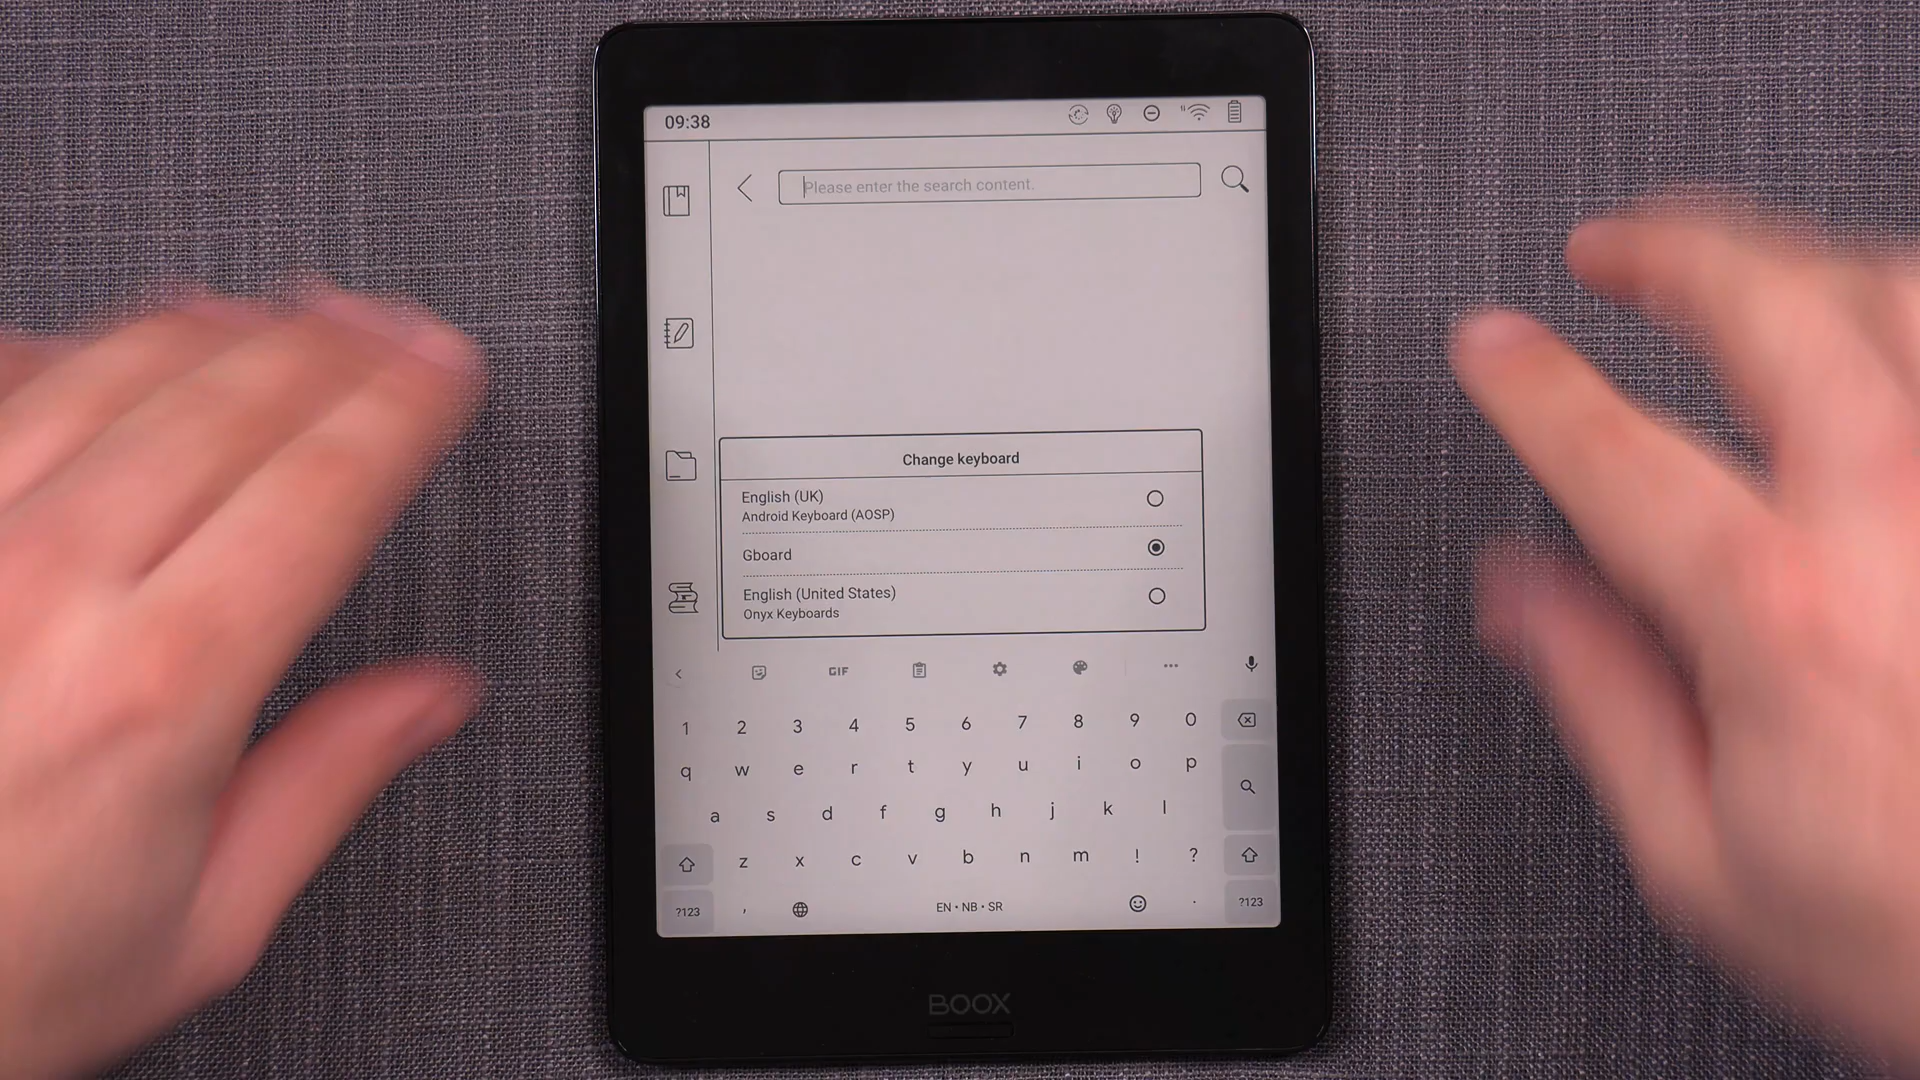 09:38
Please enter the search content.
Change keyboard
English (UK)
Android Keyboard (AOSP)
Gboard
English (United States)
Onyx Keyboards
GIF
1 2 3 4 5 6 7 8 9 0
q w e r t y u i o p
a s d f g h j k l
z x c v b n m ! ?
?123 , EN • NB • SR . ?123
BOOX